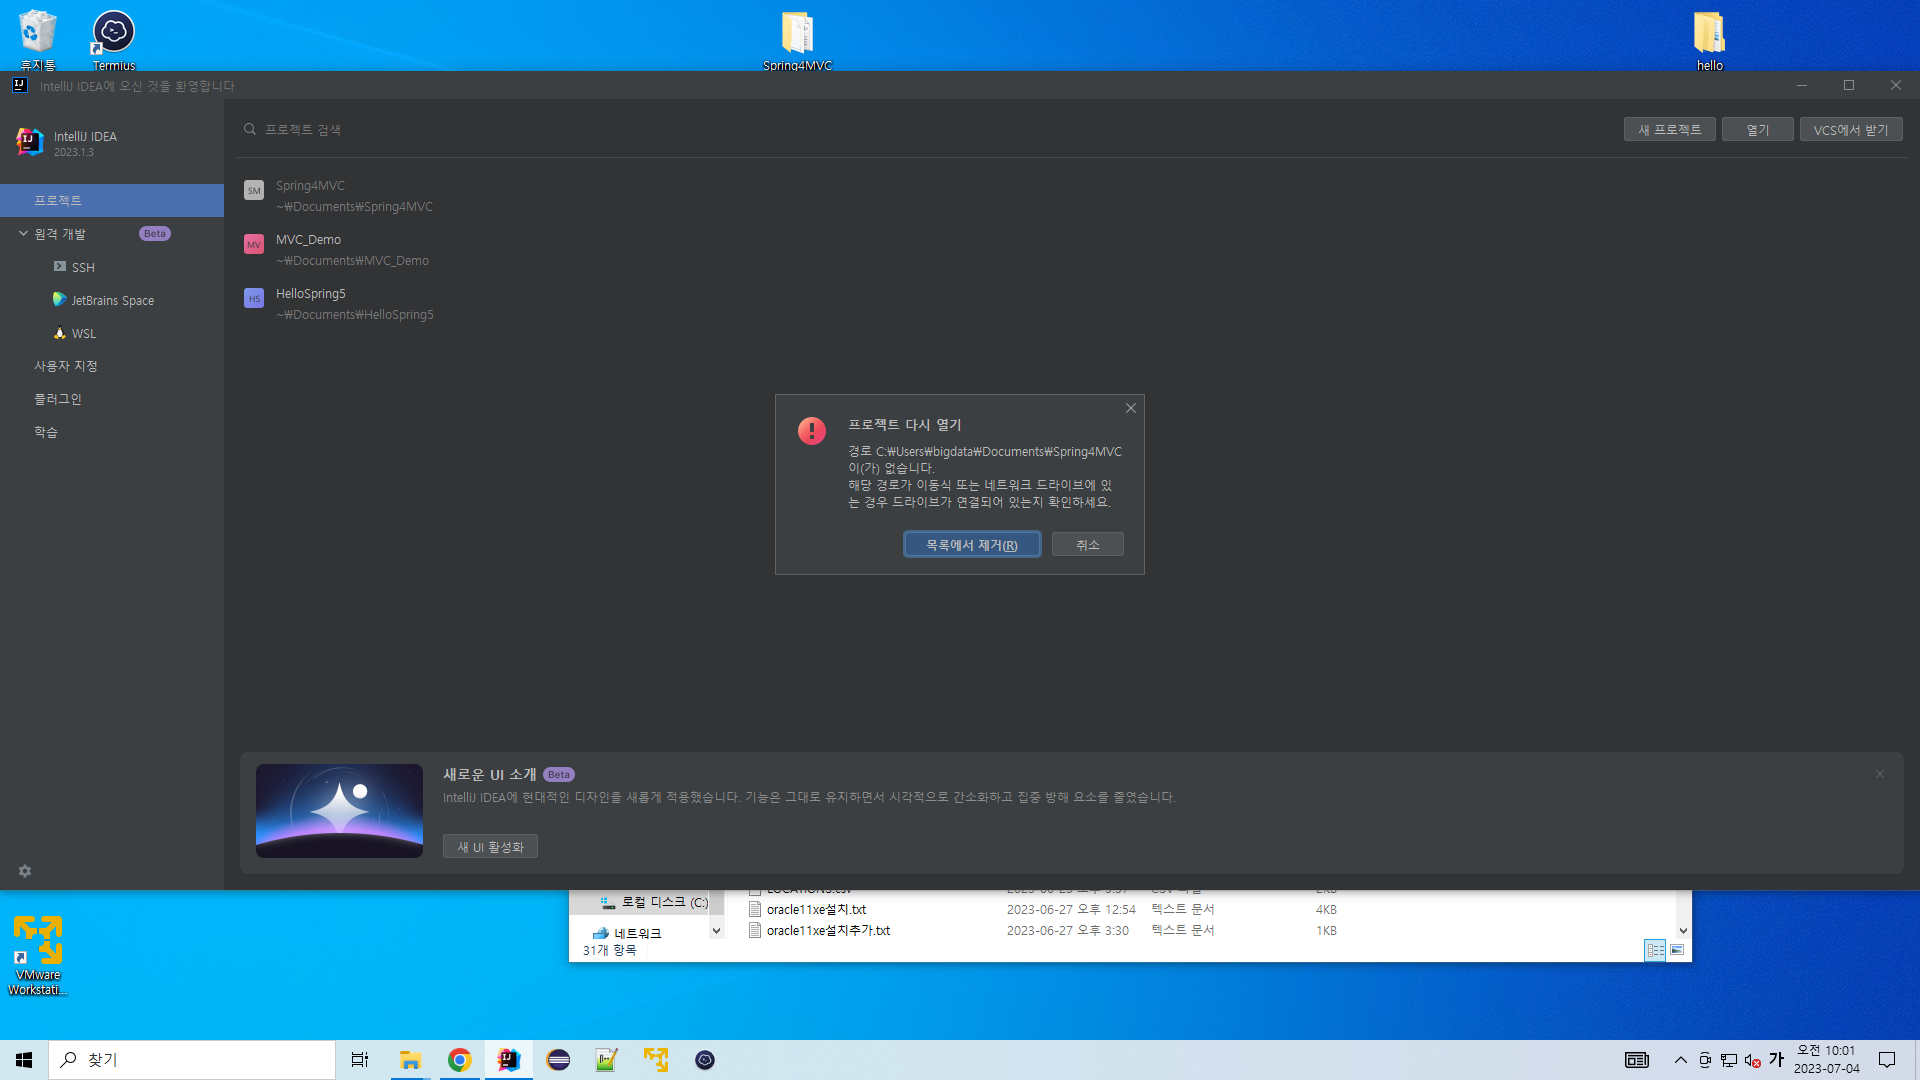 휴지통
Termius
Spring4MVC
hello
IntelliJ IDEA에 오신 것을 환영합니다
IntelliJ IDEA
2023.1.3
프로젝트
원격 개발 Beta
SSH
JetBrains Space
WSL
사용자 지정
플러그인
학습
프로젝트 검색
새 프로젝트
열기
VCS에서 받기
SM
Spring4MVC
~₩Documents₩Spring4MVC
MV
MVC_Demo
~₩Documents₩MVC_Demo
HS
HelloSpring5
~₩Documents₩HelloSpring5
프로젝트 다시 열기
경로 C:₩Users₩bigdata₩Documents₩Spring4MVC
이(가) 없습니다.
해당 경로가 이동식 또는 네트워크 드라이브에 있
는 경우 드라이브가 연결되어 있는지 확인하세요.
목록에서 제거(R)
취소
새로운 UI 소개 Beta
IntelliJ IDEA에 현대적인 디자인을 새롭게 적용했습니다. 기능은 그대로 유지하면서 시각적으로 간소화하고 집중 방해 요소를 줄였습니다.
새 UI 활성화
로컬 디스크 (C:)
네트워크
31개 항목
oracle11xe설치.txt 2023-06-27 오후 12:54 텍스트 문서 4KB
oracle11xe설치추가.txt 2023-06-27 오후 3:30 텍스트 문서 1KB
VMware
Workstati...
찾기
가
오전 10:01
2023-07-04